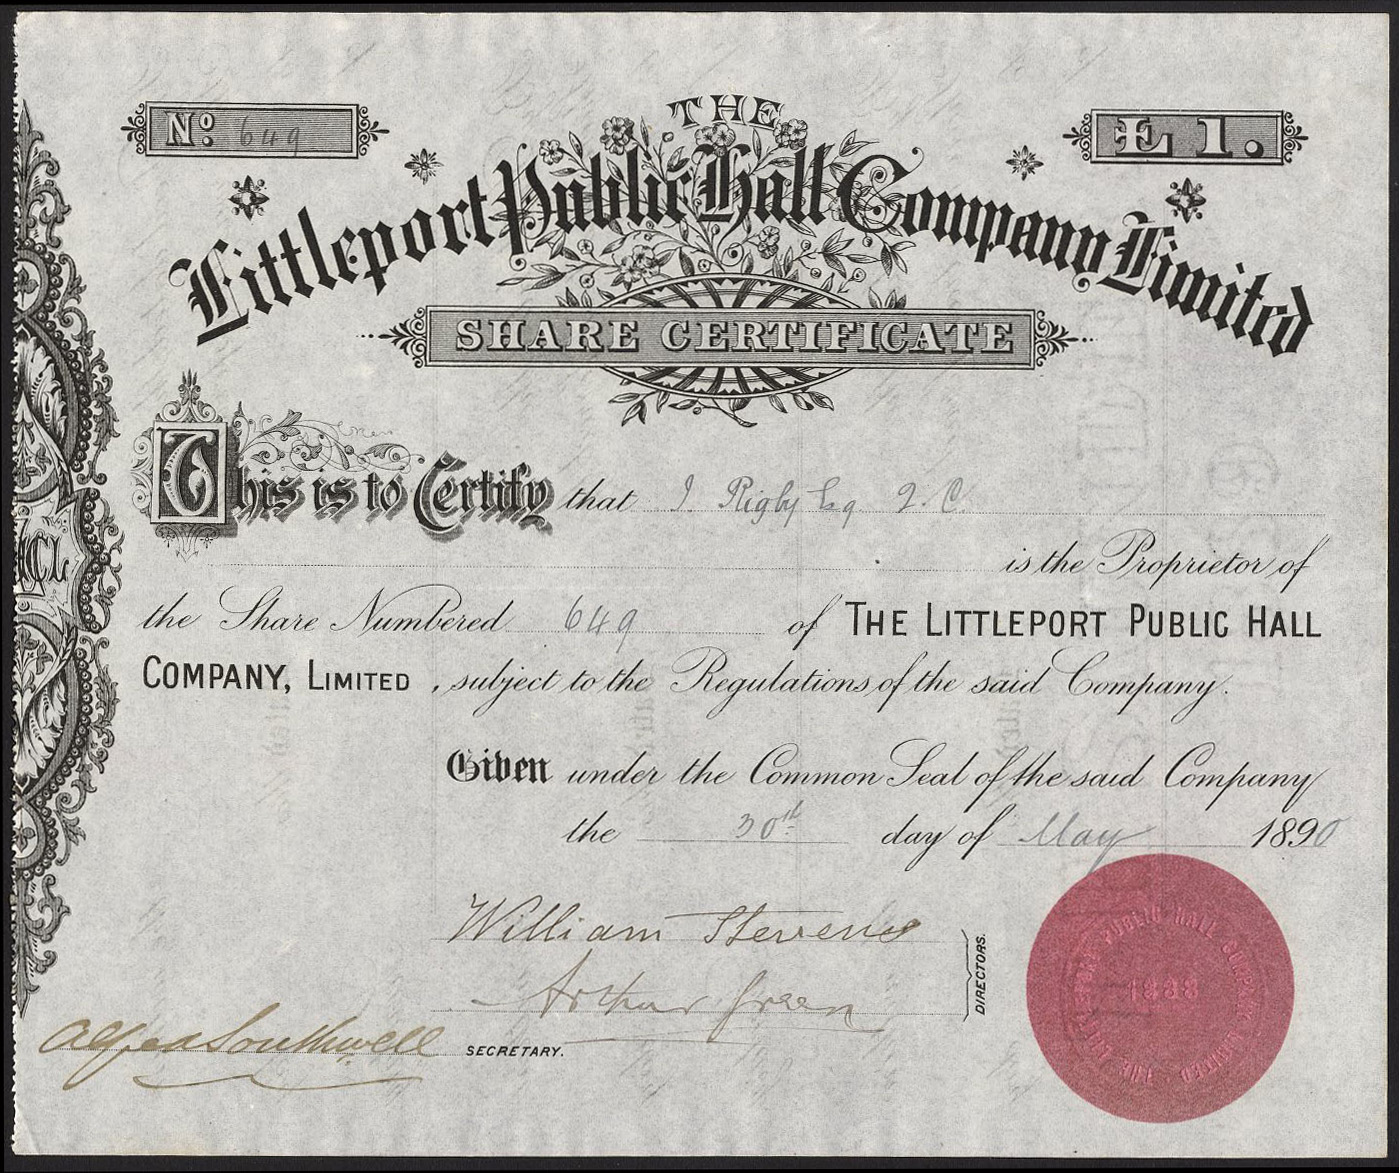 THE
Nº 649
£1.
Littleport Public Hall Company Limited
SHARE CERTIFICATE
This is to Certify that J. Rigby Esq Q.C.
is the Proprietor of
the Share Numbered 649 of THE LITTLEPORT PUBLIC HALL
COMPANY, LIMITED, subject to the Regulations of the said Company.
Given under the Common Seal of the said Company
the 30th day of May 1890
William Stevens
Arthur Green
DIRECTORS.
Alfred Southwell SECRETARY.
THE LITTLEPORT PUBLIC HALL COMPANY LIMITED
1888